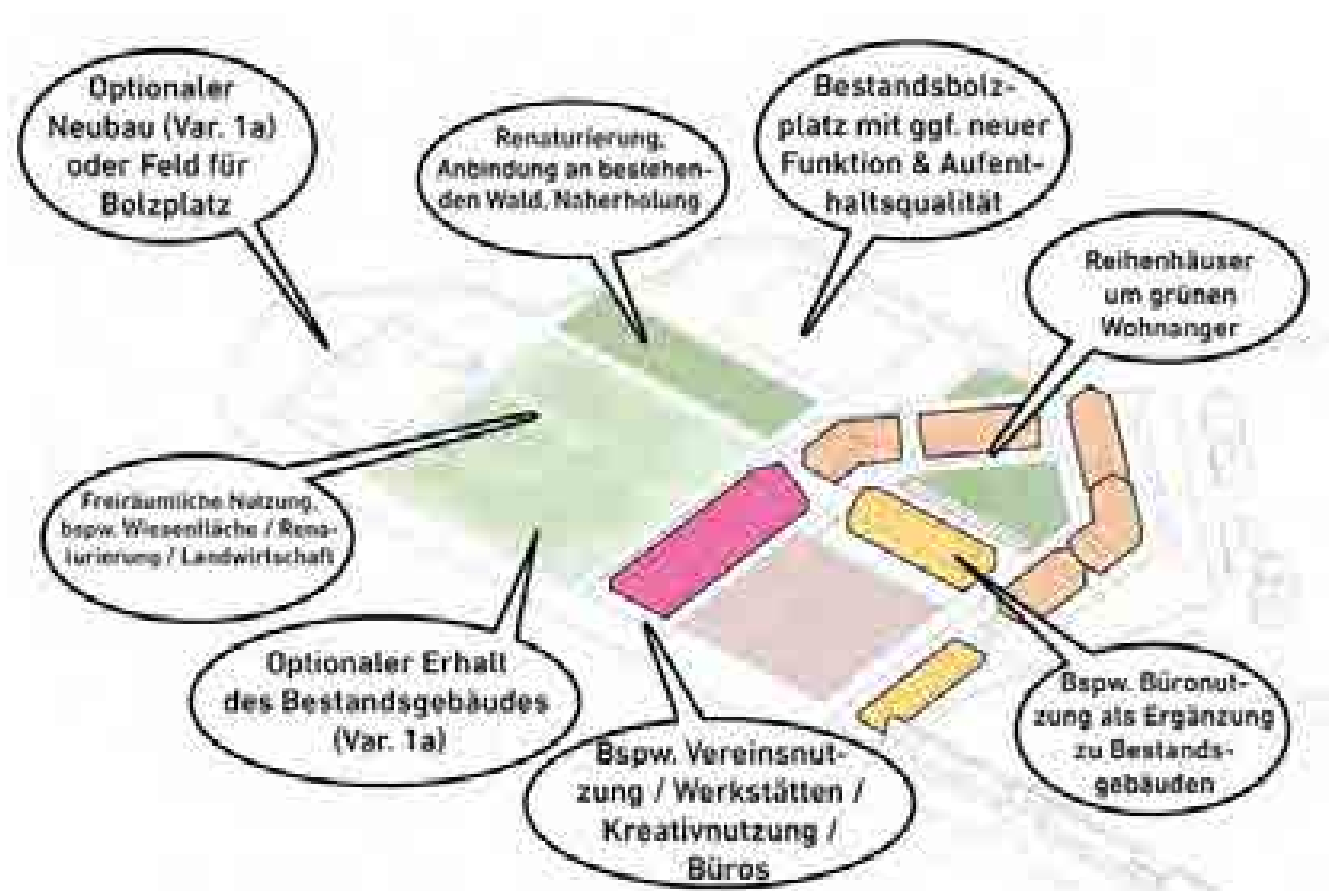 Optionaler
Neubau (Var. 1a)
oder Feld für
Bolzplatz
Renaturierung,
Anbindung an bestehen-
den Wald, Naherholung
Bestandsbolz-
platz mit ggf. neuer
Funktion & Aufent-
haltsqualität
Reihenhäuser
um grünen
Wohnanger
Freiräumliche Nutzung,
bspw. Wiesenfläche / Rena-
turierung / Landwirtschaft
Optionaler Erhalt
des Bestandsgebäudes
(Var. 1a)
Bspw. Vereinsnut-
zung / Werkstätten /
Kreativnutzung /
Büros
Bspw. Büronut-
zung als Ergänzung
zu Bestands-
gebäuden